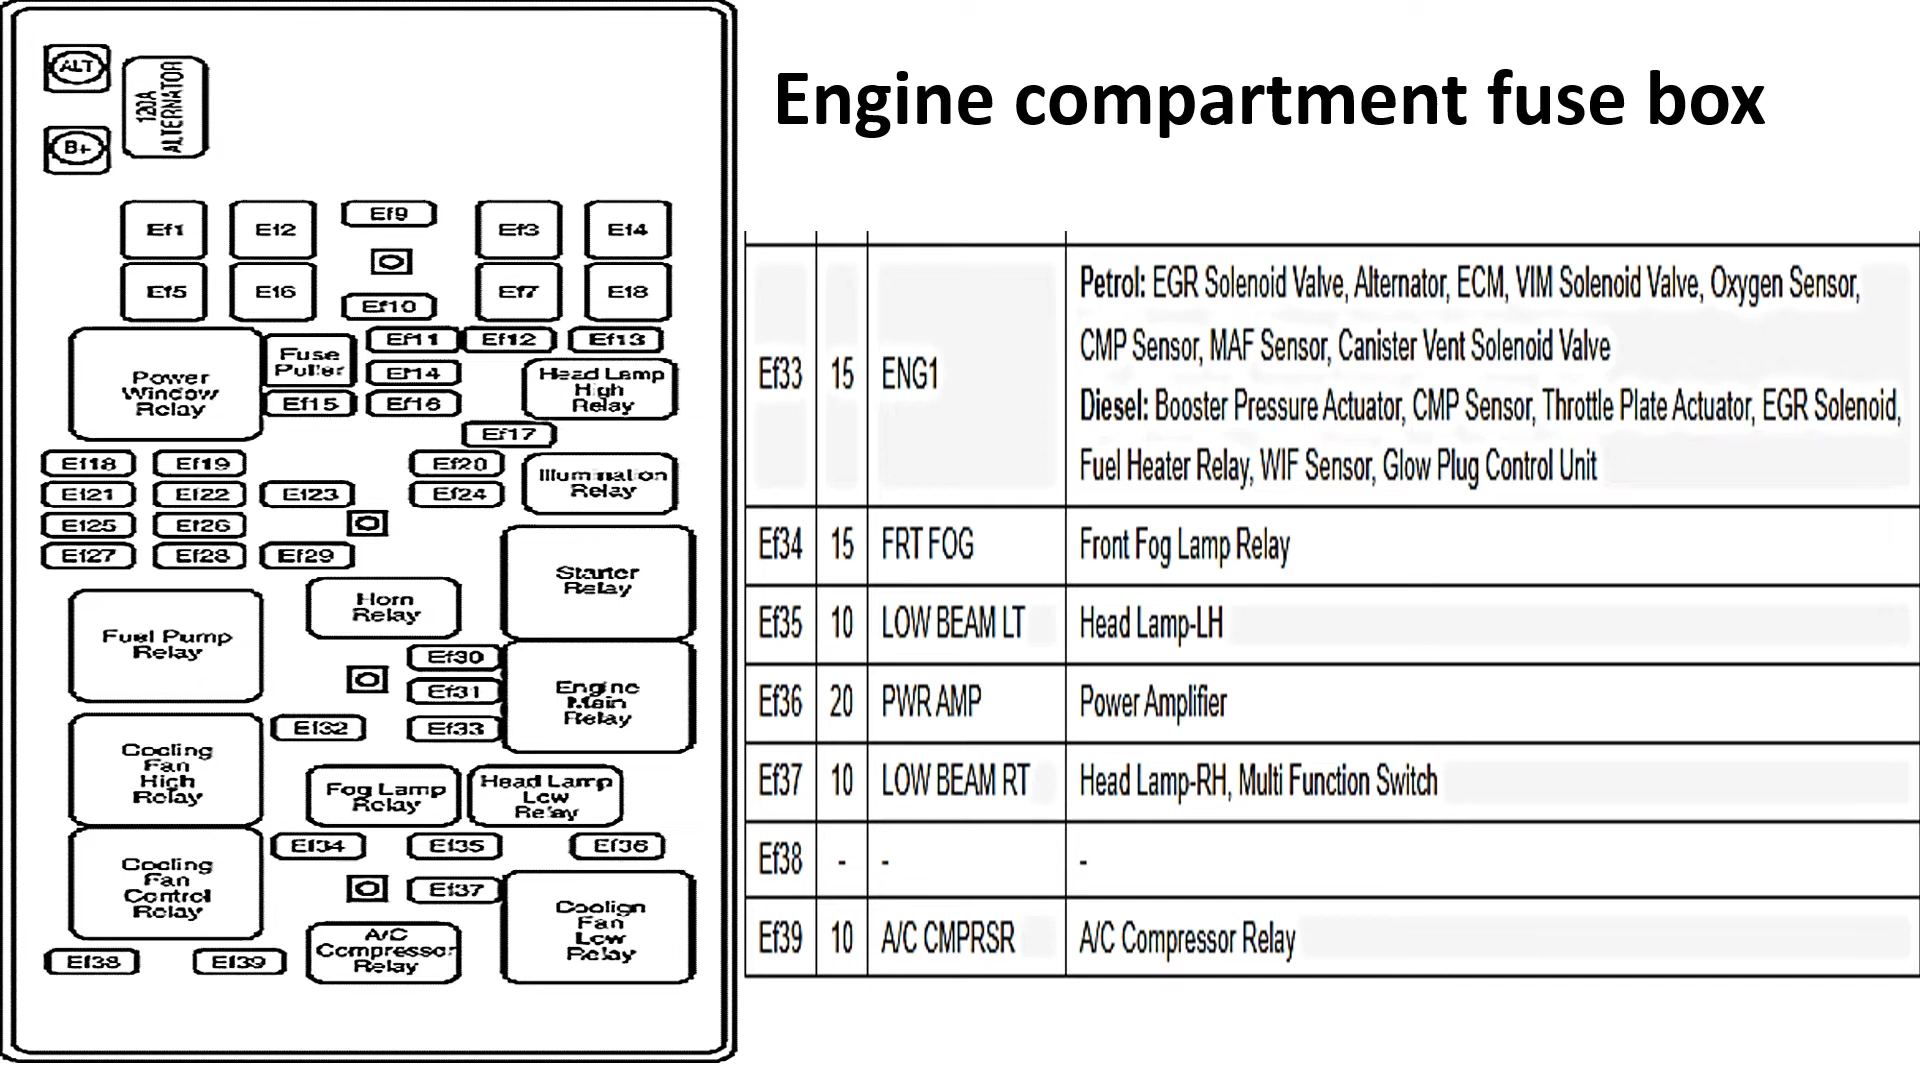 ALT
120A
ALTERNATOR
B+
Engine compartment fuse box
Ef1
Ef2
Ef9
Ef3
Ef4
Ef5
Ef6
Ef10
Ef7
Ef8
Power
Window
Relay
Fuse
Puller
Ef11
Ef12
Ef13
Ef14
Ef15
Ef16
Head Lamp
High
Relay
Ef17
Ef18
Ef19
Ef20
Ef21
Ef22
Ef23
Ef24
Illumination
Relay
Ef25
Ef26
Ef27
Ef28
Ef29
Starter
Relay
Horn
Relay
Fuel Pump
Relay
Ef30
Ef31
Ef33
Engine
Main
Relay
Ef32
Cooling
Fan
High
Relay
Fog Lamp
Relay
Head Lamp
Low
Relay
Ef34
Ef35
Ef36
Cooling
Fan
Control
Relay
Ef37
Coolign
Fan
Low
Relay
A/C
Compressor
Relay
Ef38
Ef39
Petrol: EGR Solenoid Valve, Alternator, ECM, VIM Solenoid Valve, Oxygen Sensor,
CMP Sensor, MAF Sensor, Canister Vent Solenoid Valve
Ef33 15 ENG1
Diesel: Booster Pressure Actuator, CMP Sensor, Throttle Plate Actuator, EGR Solenoid,
Fuel Heater Relay, WIF Sensor, Glow Plug Control Unit
Ef34 15 FRT FOG Front Fog Lamp Relay
Ef35 10 LOW BEAM LT Head Lamp-LH
Ef36 20 PWR AMP Power Amplifier
Ef37 10 LOW BEAM RT Head Lamp-RH, Multi Function Switch
Ef38 - - -
Ef39 10 A/C CMPRSR A/C Compressor Relay